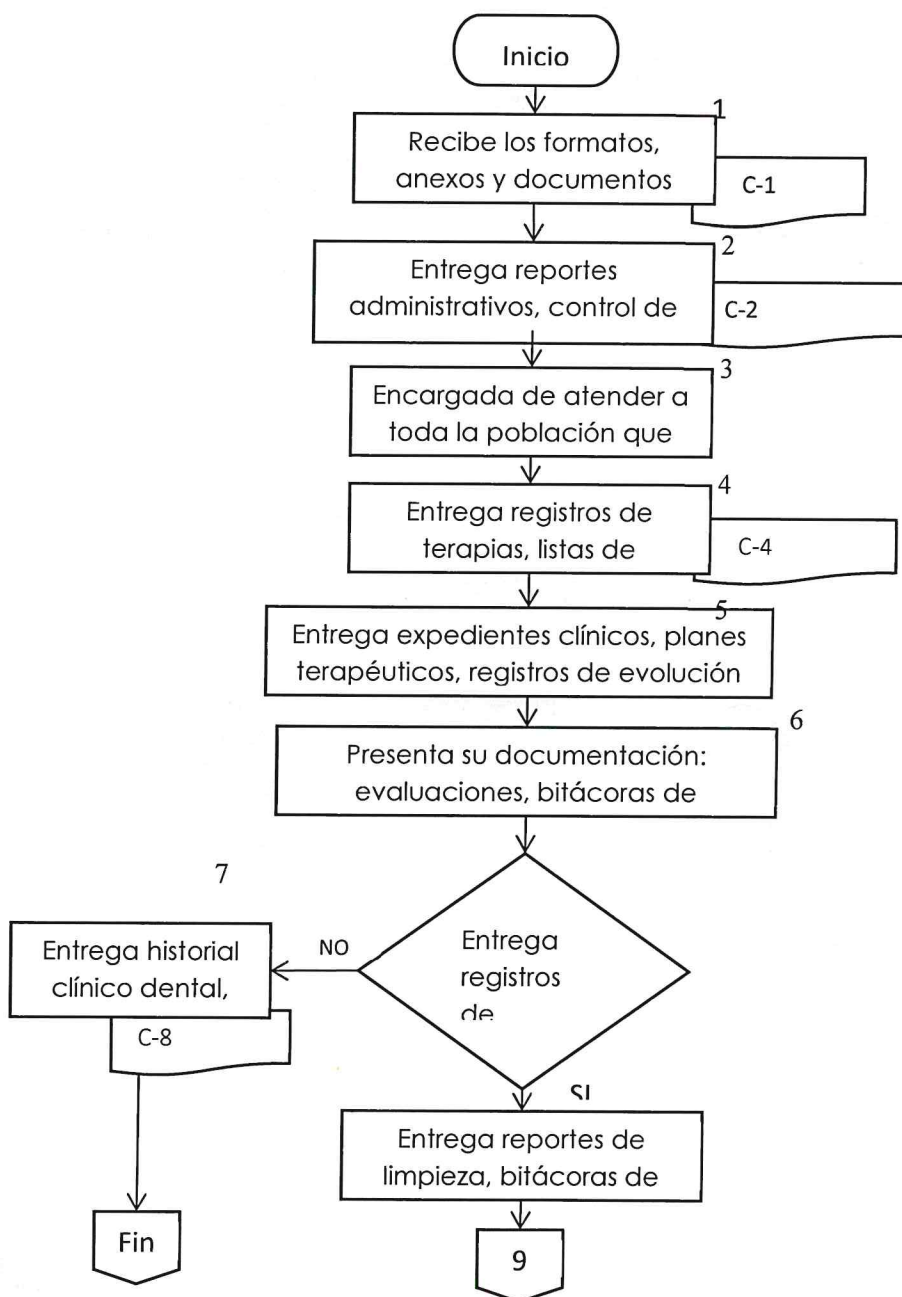 Inicio
1
Recibe los formatos,
anexos y documentos
C-1
2
Entrega reportes
administrativos, control de
C-2
3
Encargada de atender a
toda la población que
4
Entrega registros de
terapias, listas de
C-4
5
Entrega expedientes clínicos, planes
terapéuticos, registros de evolución
6
Presenta su documentación:
evaluaciones, bitácoras de
7
Entrega
registros
de
NO
Entrega historial
clínico dental,
C-8
SI
Entrega reportes de
limpieza, bitácoras de
Fin
9